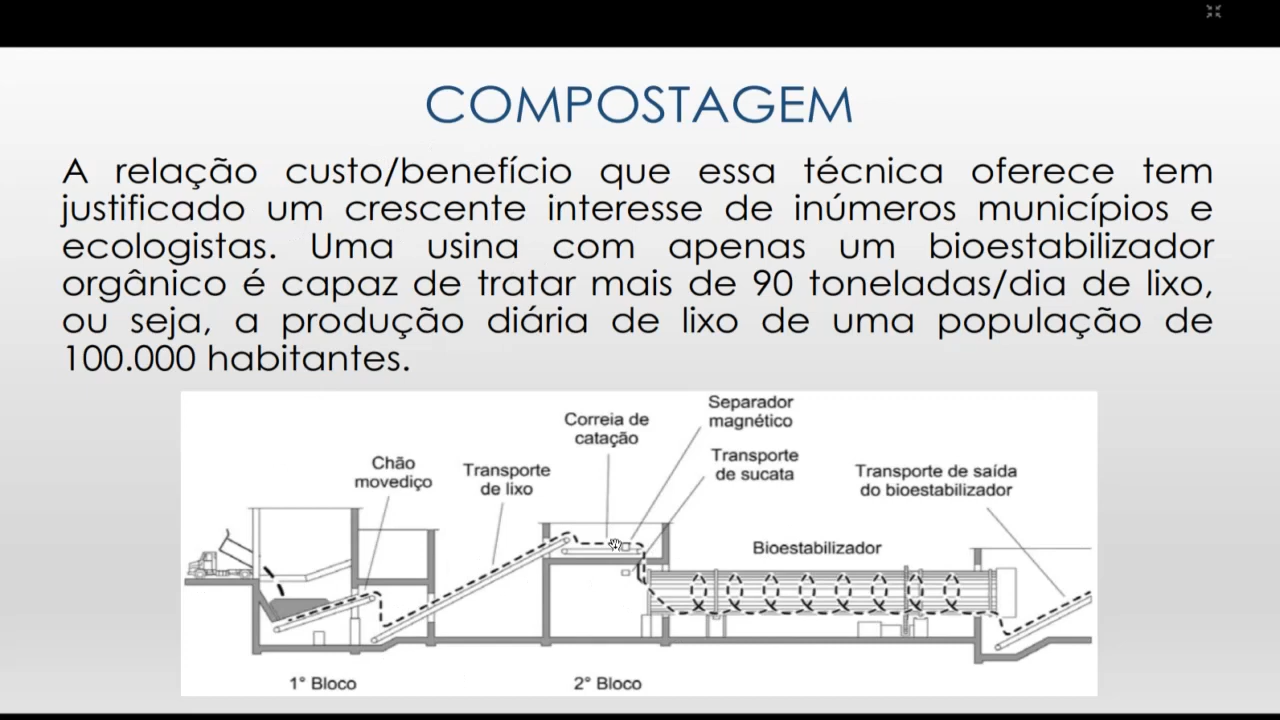 COMPOSTAGEM
A relação custo/benefício que essa técnica oferece tem
justificado um crescente interesse de inúmeros municípios e
ecologistas. Uma usina com apenas um bioestabilizador
orgânico é capaz de tratar mais de 90 toneladas/dia de lixo,
ou seja, a produção diária de lixo de uma população de
100.000 habitantes.
Separador
magnético
Correia de
catação
Transporte
de sucata
Chão
movediço
Transporte
de lixo
Transporte de saída
do bioestabilizador
Bioestabilizador
1° Bloco
2° Bloco